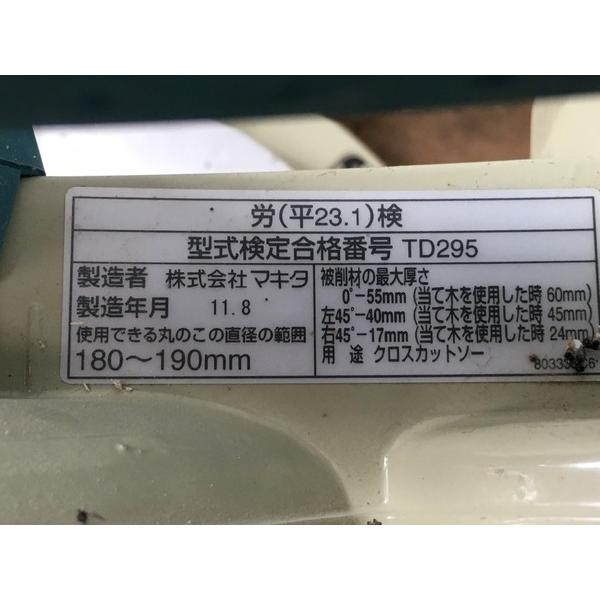 労(平23.1)検
型式検定合格番号 TD295
製造者 株式会社 マキタ
製造年月 11.8
使用できる丸のこの直径の範囲
180〜190mm
被削材の最大厚さ
0°−55mm (当て木を使用した時 60mm)
左45°−40mm (当て木を使用した時 45mm)
右45°−17mm (当て木を使用した時 24mm)
用 途 クロスカットソー